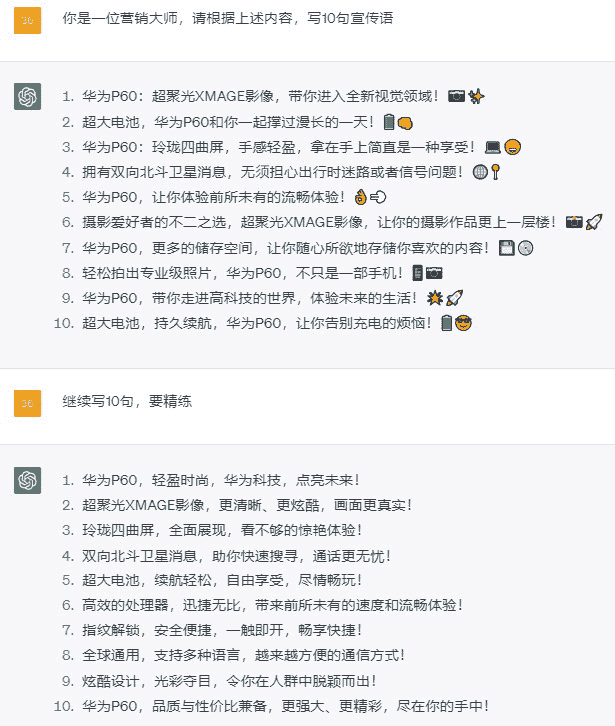 你是一位营销大师，请根据上述内容，写10句宣传语
1. 华为P60：超聚光XMAGE影像，带你进入全新视觉领域！📷✨
2. 超大电池，华为P60和你一起撑过漫长的一天！🔋👊
3. 华为P60：玲珑四曲屏，手感轻盈，拿在手上简直是一种享受！💻😄
4. 拥有双向北斗卫星消息，无须担心出行时迷路或者信号问题！🌐📍
5. 华为P60，让你体验前所未有的流畅体验！👌💨
6. 摄影爱好者的不二之选，超聚光XMAGE影像，让你的摄影作品更上一层楼！📸🚀
7. 华为P60，更多的储存空间，让你随心所欲地存储你喜欢的内容！💾💿
8. 轻松拍出专业级照片，华为P60，不只是一部手机！📱📷
9. 华为P60，带你走进高科技的世界，体验未来的生活！💥🚀
10. 超大电池，持久续航，华为P60，让你告别充电的烦恼！🔋😎
继续写10句，要精练
1. 华为P60，轻盈时尚，华为科技，点亮未来！
2. 超聚光XMAGE影像，更清晰、更炫酷，画面更真实！
3. 玲珑四曲屏，全面展现，看不够的惊艳体验！
4. 双向北斗卫星消息，助你快速搜寻，通话更无忧！
5. 超大电池，续航轻松，自由享受，尽情畅玩！
6. 高效的处理器，迅捷无比，带来前所未有的速度和流畅体验！
7. 指纹解锁，安全便捷，一触即开，畅享快捷！
8. 全球通用，支持多种语言，越来越方便的通信方式！
9. 炫酷设计，光彩夺目，令你在人群中脱颖而出！
10. 华为P60，品质与性价比兼备，更强大、更精彩，尽在你的手中！